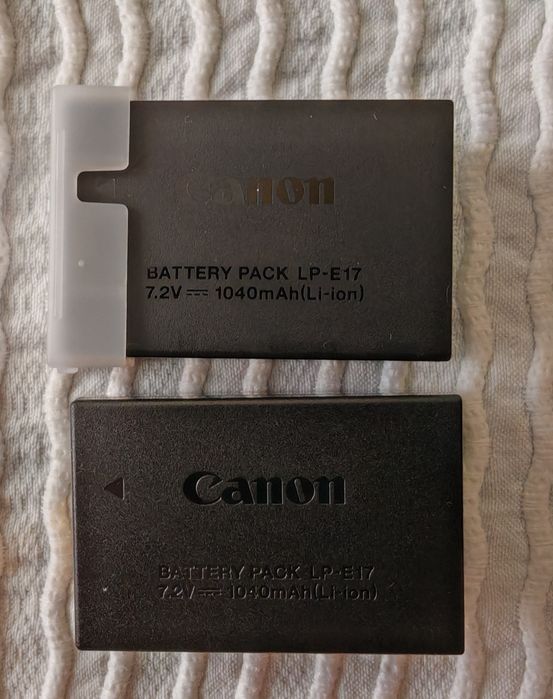 Canon
BATTERY PACK LP-E17
7.2V ⎓ 1040mAh(Li-ion)
Canon
BATTERY PACK LP-E17
7.2V ⎓ 1040mAh(Li-ion)